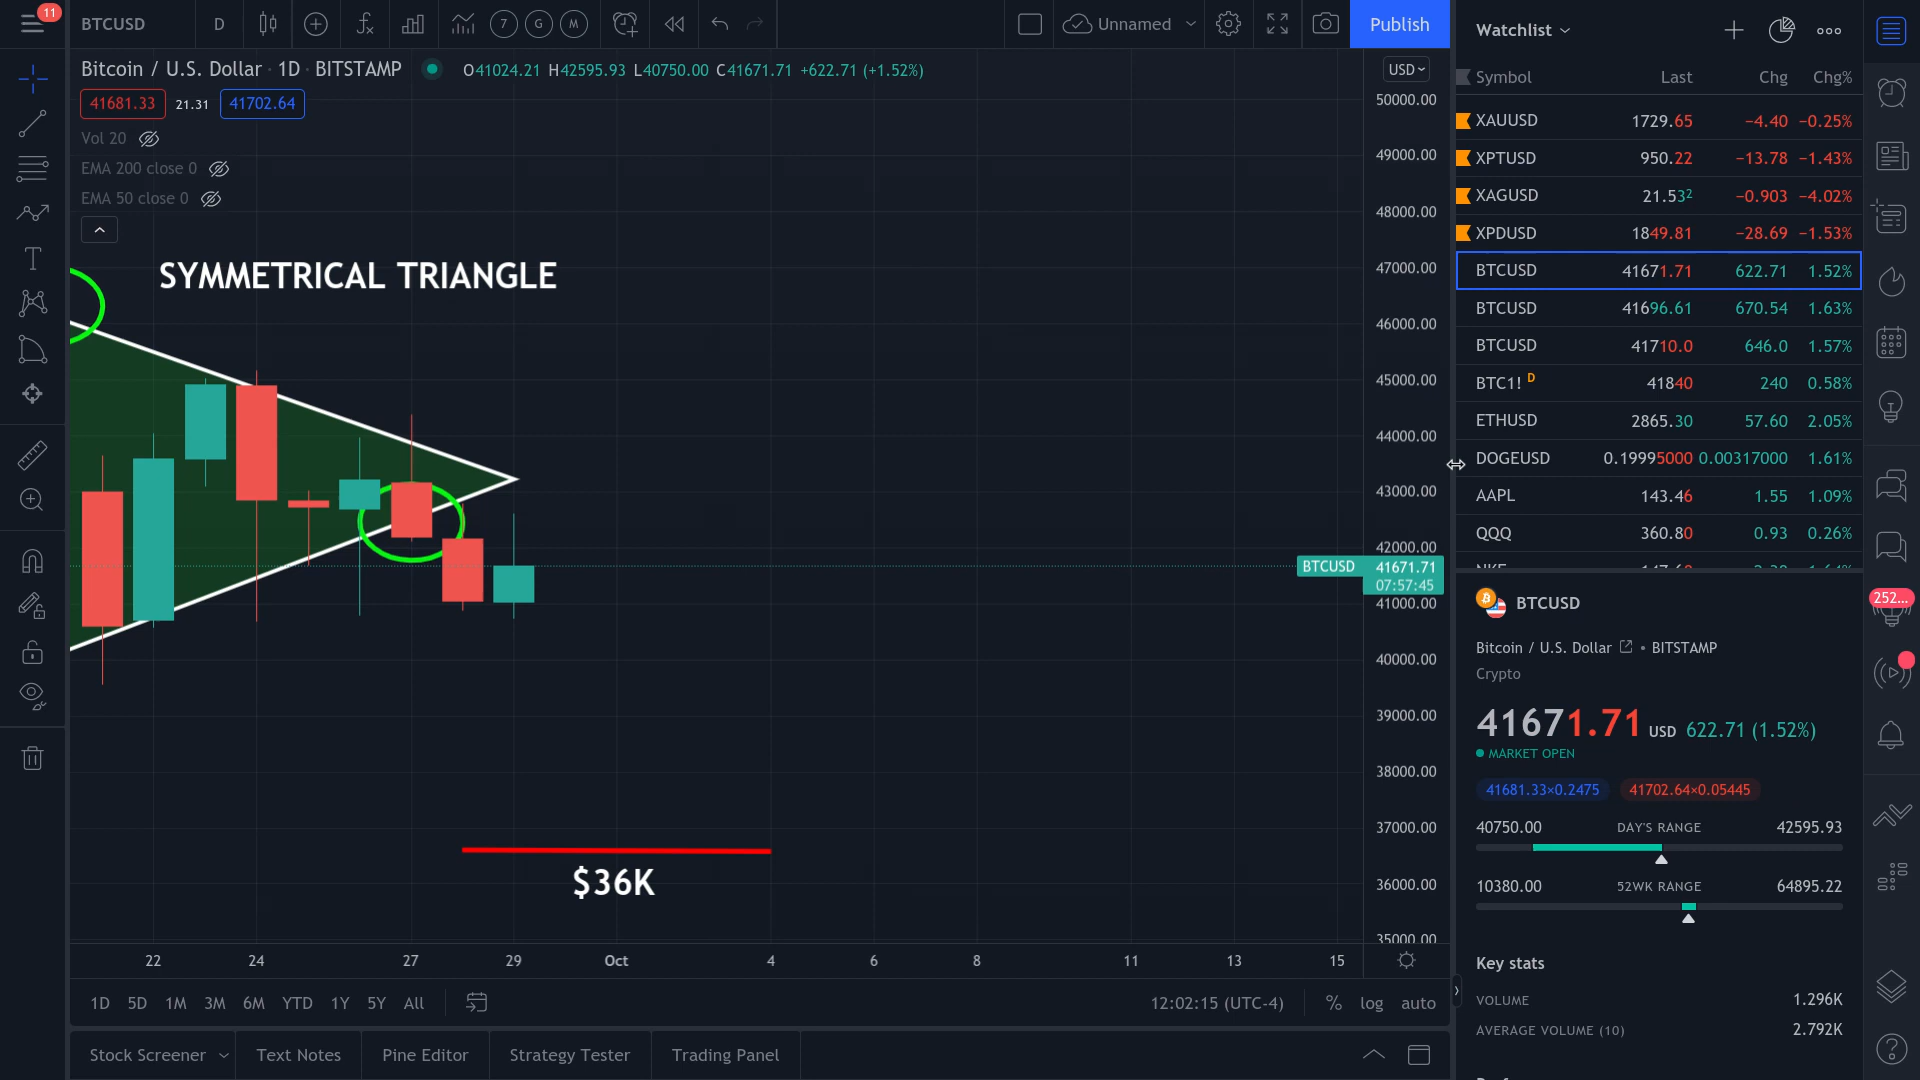 11
BTCUSD
D
7
G
M
Unnamed
Publish
Bitcoin / U.S. Dollar · 1D · BITSTAMP
O41024.21 H42595.93 L40750.00 C41671.71 +622.71 (+1.52%)
41681.33
21.31
41702.64
Vol 20
EMA 200 close 0
EMA 50 close 0
SYMMETRICAL TRIANGLE
$36K
USD
50000.00
49000.00
48000.00
47000.00
46000.00
45000.00
44000.00
43000.00
42000.00
BTCUSD 41671.71
07:57:45
41000.00
40000.00
39000.00
38000.00
37000.00
36000.00
35000.00
22 24 27 29 Oct 4 6 8 11 13 15
1D 5D 1M 3M 6M YTD 1Y 5Y All
12:02:15 (UTC-4)
% log auto
Stock Screener
Text Notes
Pine Editor
Strategy Tester
Trading Panel
Watchlist
Symbol Last Chg Chg%
XAUUSD 1729.65 −4.40 −0.25%
XPTUSD 950.22 −13.78 −1.43%
XAGUSD 21.532 −0.903 −4.02%
XPDUSD 1849.81 −28.69 −1.53%
BTCUSD 41671.71 622.71 1.52%
BTCUSD 41696.61 670.54 1.63%
BTCUSD 41710.0 646.0 1.57%
BTC1! D 41840 240 0.58%
ETHUSD 2865.30 57.60 2.05%
DOGEUSD 0.19995000 0.00317000 1.61%
AAPL 143.46 1.55 1.09%
QQQ 360.80 0.93 0.26%
BTCUSD
Bitcoin / U.S. Dollar • BITSTAMP
Crypto
41671.71 USD 622.71 (1.52%)
MARKET OPEN
41681.33×0.2475 41702.64×0.05445
40750.00 DAY'S RANGE 42595.93
10380.00 52WK RANGE 64895.22
Key stats
VOLUME 1.296K
AVERAGE VOLUME (10) 2.792K
252...